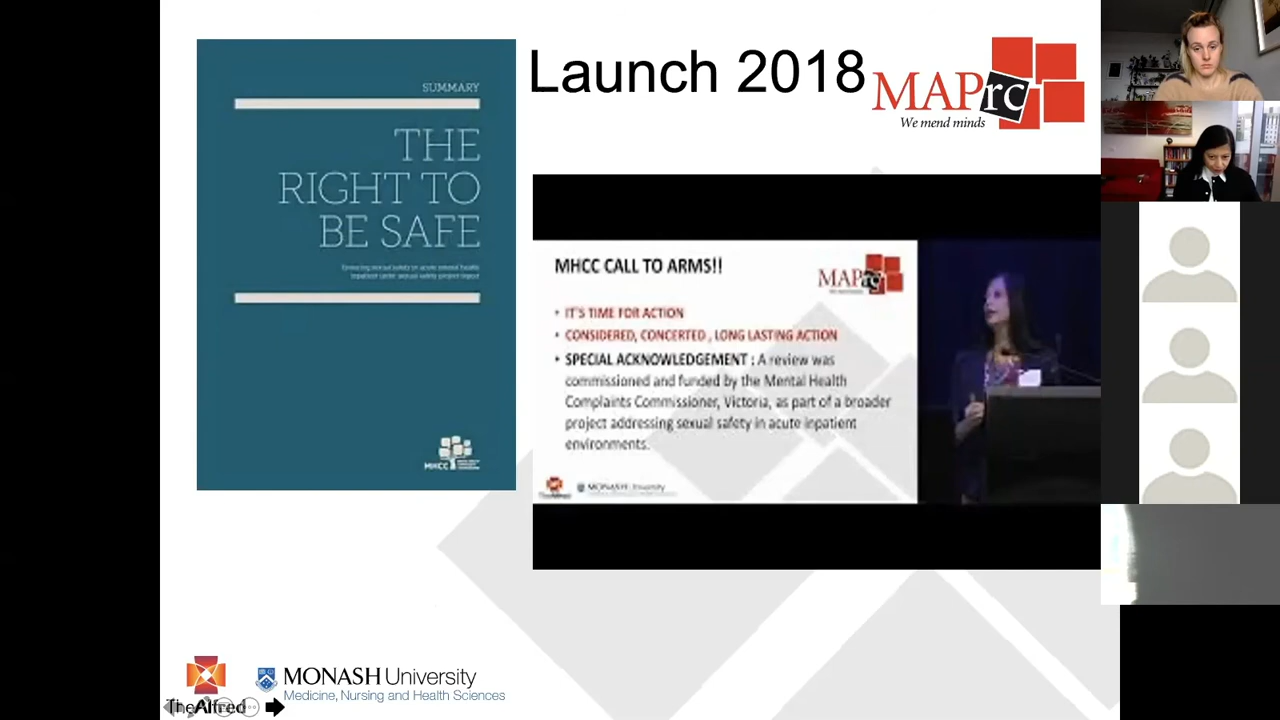 Launch 2018
MAPrc
We mend minds
SUMMARY
THE
RIGHT TO
BE SAFE
MHCC
MHCC CALL TO ARMS!!
MAPrc
• IT'S TIME FOR ACTION
• CONSIDERED, CONCERTED , LONG LASTING ACTION
• SPECIAL ACKNOWLEDGEMENT : A review was
commissioned and funded by the Mental Health
Complaints Commissioner, Victoria, as part of a broader
project addressing sexual safety in acute inpatient
environments.
TheAlfred
MONASH University
TheAlfred
MONASH University
Medicine, Nursing and Health Sciences